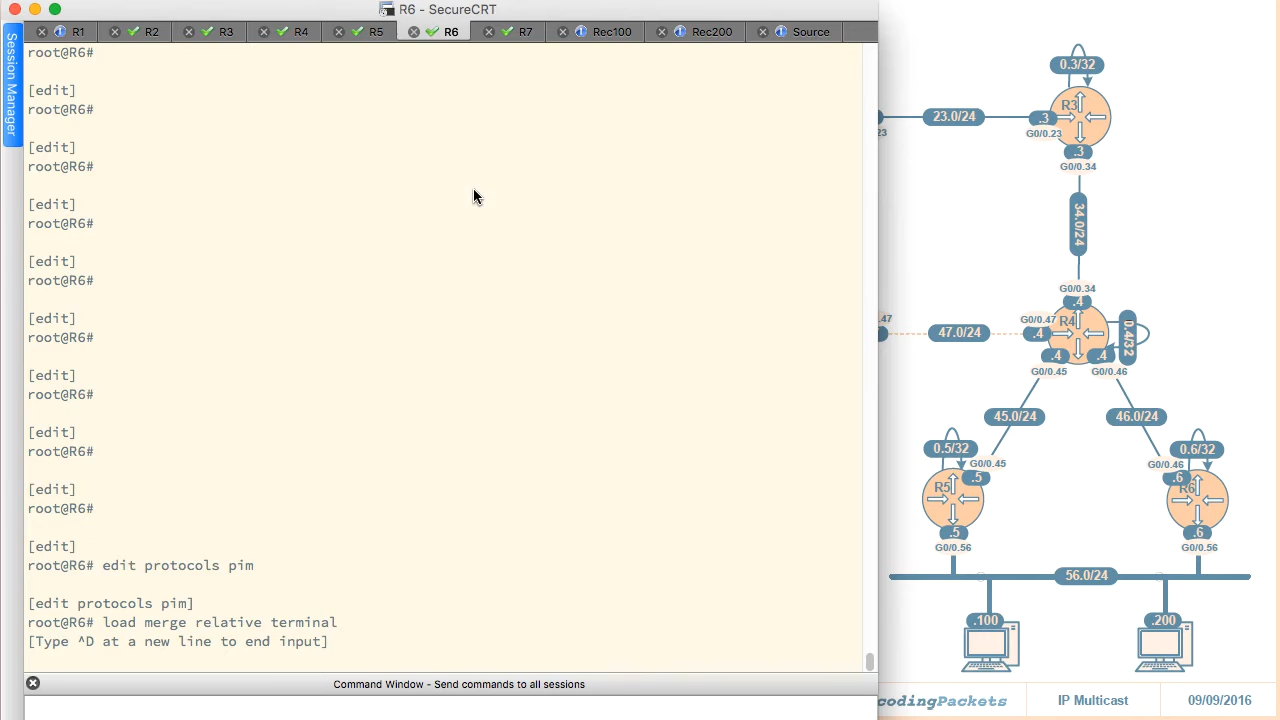 R6 - SecureCRT
R1
R2
R3
R4
R5
R6
R7
Rec100
Rec200
Source
Session Manager
root@R6#
[edit]
root@R6#
[edit]
root@R6#
[edit]
root@R6#
[edit]
root@R6#
[edit]
root@R6#
[edit]
root@R6#
[edit]
root@R6#
[edit]
root@R6#
[edit]
root@R6# edit protocols pim
[edit protocols pim]
root@R6# load merge relative terminal
[Type ^D at a new line to end input]
Command Window - Send commands to all sessions
0.3/32
R3
23.0/24
.3
23
G0/0.23
.3
G0/0.34
34.0/24
G0/0.34
.4
.47
47.0/24
G0/0.47
R4
.4
0.4/32
.4
.4
G0/0.45
G0/0.46
45.0/24
46.0/24
0.5/32
G0/0.45
R5
.5
.5
G0/0.56
0.6/32
G0/0.46
.6
R6
.6
G0/0.56
56.0/24
.100
.200
codingPackets
IP Multicast
09/09/2016